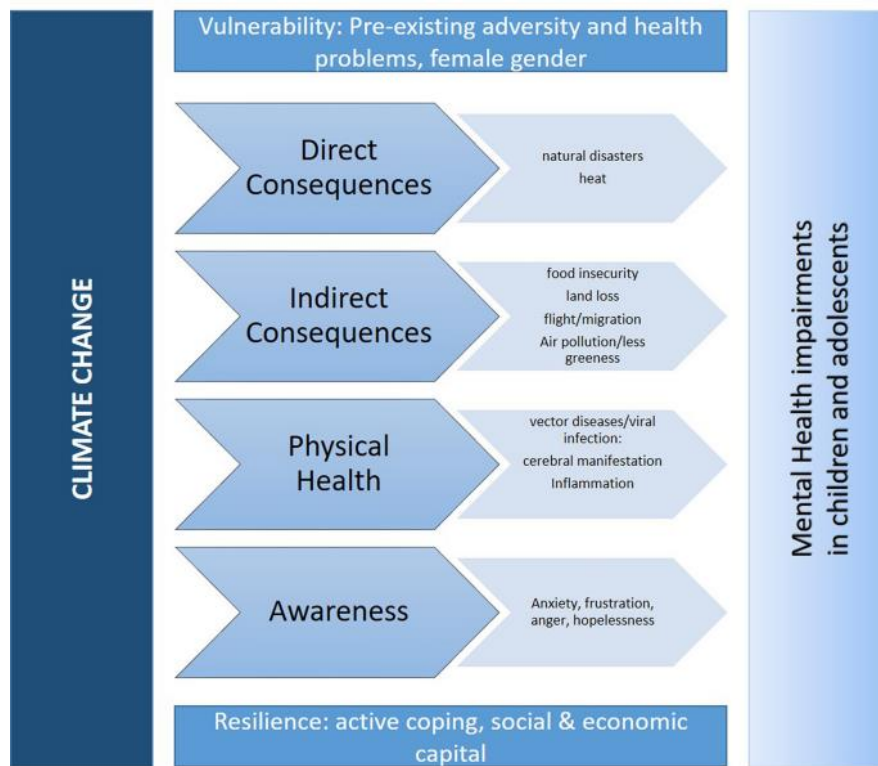 Vulnerability: Pre-existing adversity and health
problems, female gender
CLIMATE CHANGE
Direct
Consequences
natural disasters
heat
Indirect
Consequences
food insecurity
land loss
flight/migration
Air pollution/less
greeness
Physical
Health
vector diseases/viral
infection:
cerebral manifestation
Inflammation
Awareness
Anxiety, frustration,
anger, hopelessness
Mental Health impairments
in children and adolescents
Resilience: active coping, social & economic
capital